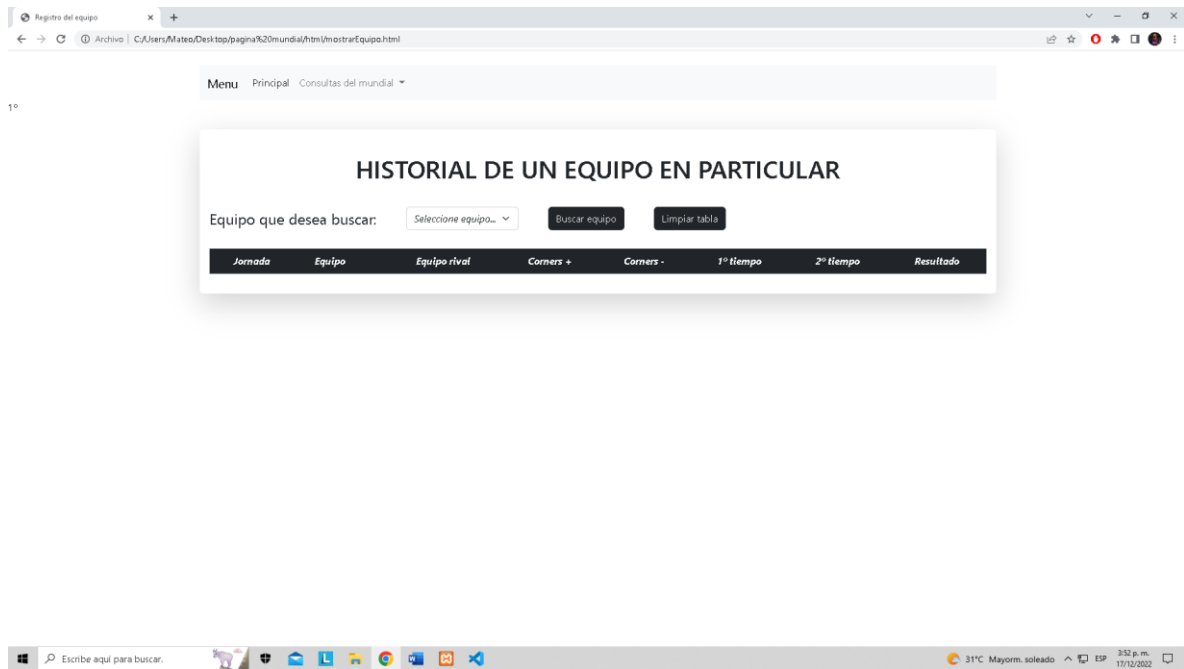 Registro del equipo
Archivo | C:/Users/Mateo/Desktop/pagina%20mundial/html/mostrarEquipo.html
Menu Principal Consultas del mundial
1º
HISTORIAL DE UN EQUIPO EN PARTICULAR
Equipo que desea buscar: Seleccione equipo... Buscar equipo Limpiar tabla
Jornada Equipo Equipo rival Corners + Corners - 1º tiempo 2º tiempo Resultado
Escribe aquí para buscar. 31°C Mayorm. soleado ESP 3:52 p. m.
17/12/2022